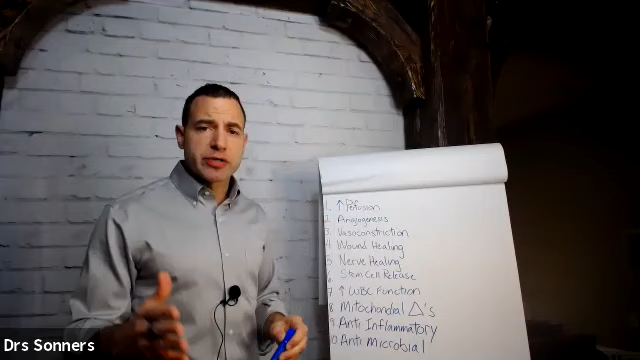 1. ↑ Perfusion
2. Angiogenesis
3. Vasoconstriction
4 Wound Healing
5 Nerve Healing
6 Stem Cell Release
7 ↑ WBC Function
8 Mitochondial Δ's
9 Anti Inflammatory
10 Anti Microbial
Drs Sonners